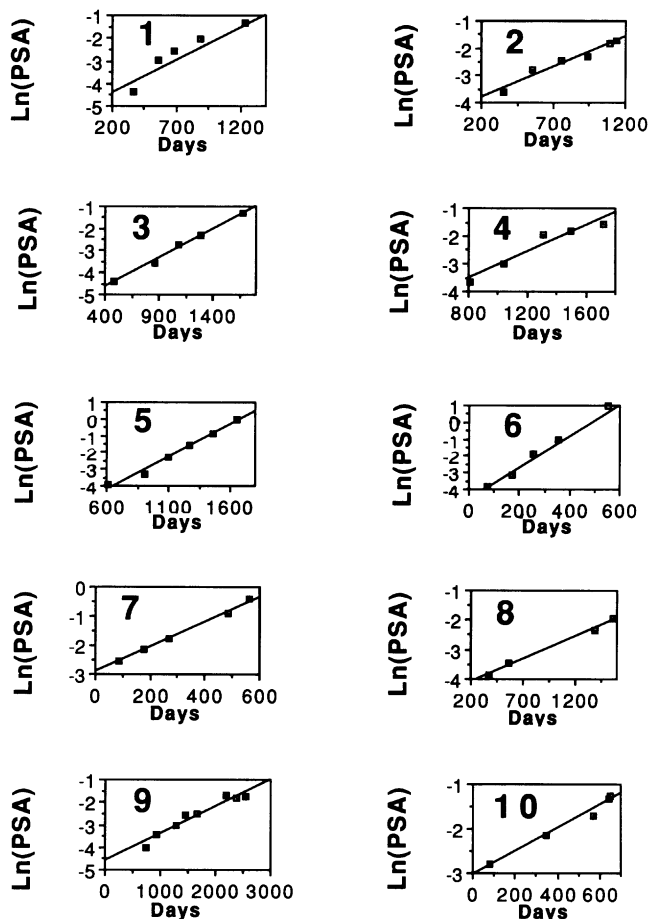 Ln(PSA)
1
-1
-2
-3
-4
-5
200 700 1200
Days
Ln(PSA)
2
-1
-2
-3
-4
200 700 1200
Days
Ln(PSA)
3
-1
-2
-3
-4
-5
400 900 1400
Days
Ln(PSA)
4
-1
-2
-3
-4
800 1200 1600
Days
Ln(PSA)
5
1
0
-1
-2
-3
-4
600 1100 1600
Days
Ln(PSA)
6
1
0
-1
-2
-3
-4
0 200 400 600
Days
Ln(PSA)
7
0
-1
-2
-3
0 200 400 600
Days
Ln(PSA)
8
-1
-2
-3
-4
200 700 1200
Days
Ln(PSA)
9
-1
-2
-3
-4
-5
0 1000 2000 3000
Days
Ln(PSA)
10
-1
-2
-3
0 200 400 600
Days